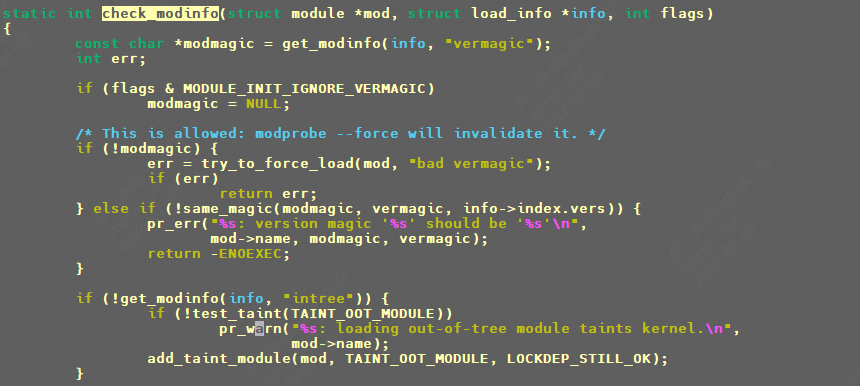 static int check_modinfo(struct module *mod, struct load_info *info, int flags)
{
        const char *modmagic = get_modinfo(info, "vermagic");
        int err;

        if (flags & MODULE_INIT_IGNORE_VERMAGIC)
                modmagic = NULL;

        /* This is allowed: modprobe --force will invalidate it. */
        if (!modmagic) {
                err = try_to_force_load(mod, "bad vermagic");
                if (err)
                        return err;
        } else if (!same_magic(modmagic, vermagic, info->index.vers)) {
                pr_err("%s: version magic '%s' should be '%s'\n",
                       mod->name, modmagic, vermagic);
                return -ENOEXEC;
        }

        if (!get_modinfo(info, "intree")) {
                if (!test_taint(TAINT_OOT_MODULE))
                        pr_warn("%s: loading out-of-tree module taints kernel.\n",
                                mod->name);
                add_taint_module(mod, TAINT_OOT_MODULE, LOCKDEP_STILL_OK);
        }